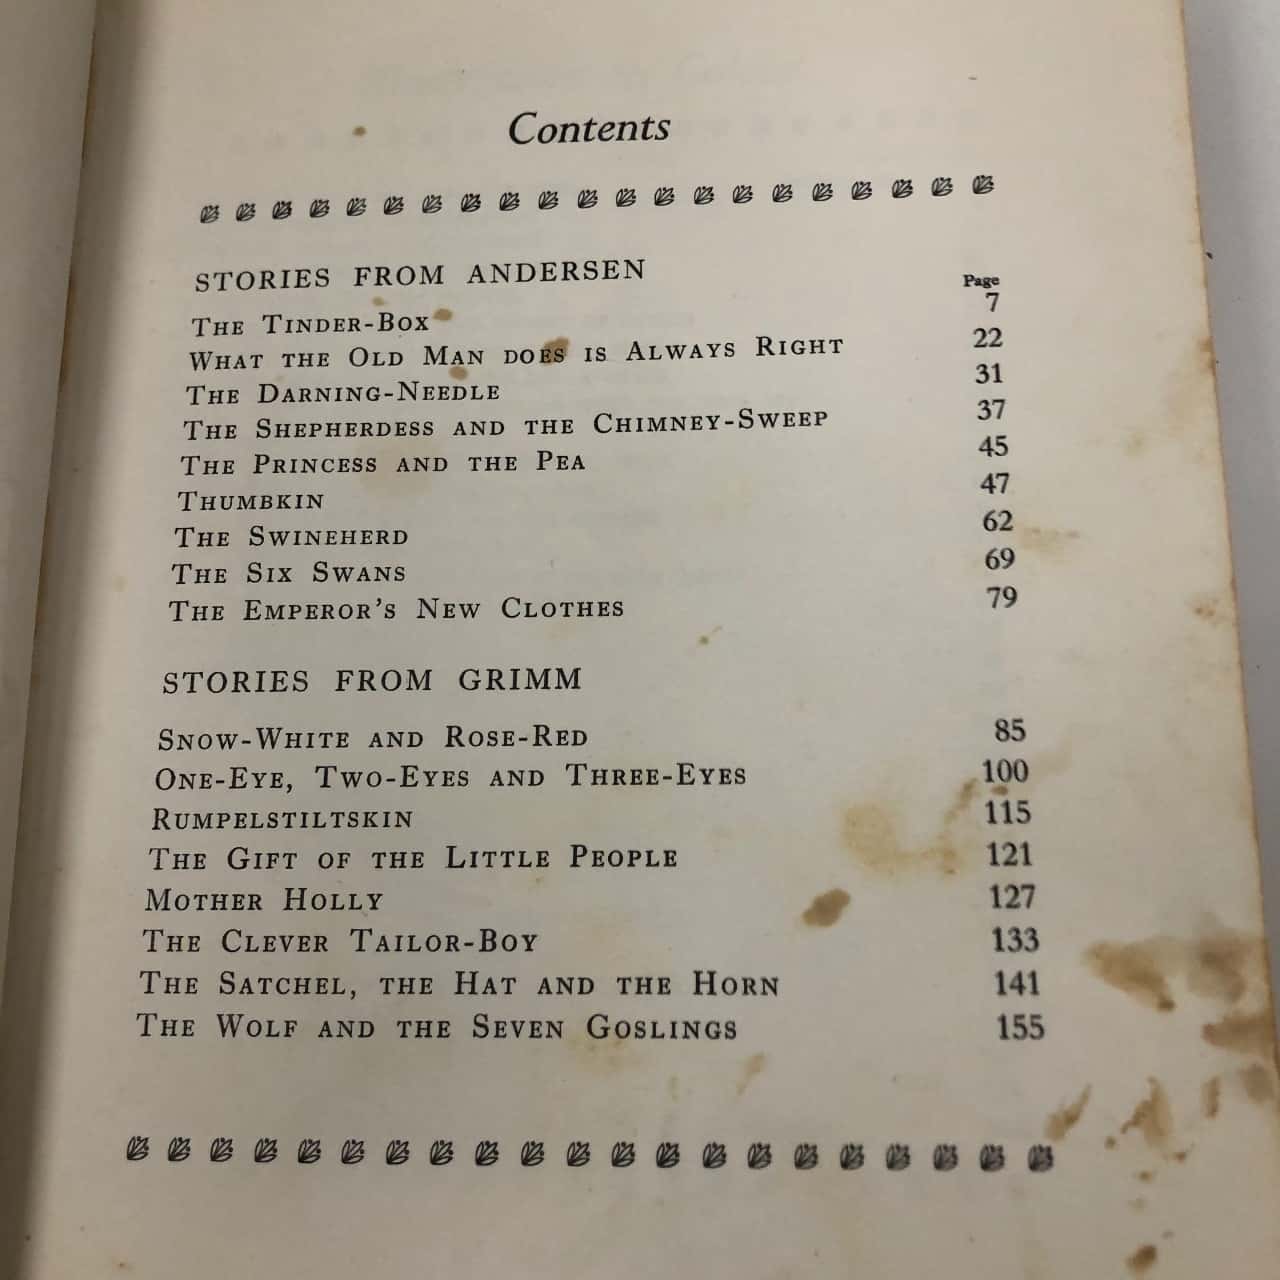 Contents
STORIES FROM ANDERSEN
Page
THE TINDER-BOX 7
WHAT THE OLD MAN DOES IS ALWAYS RIGHT 22
THE DARNING-NEEDLE 31
THE SHEPHERDESS AND THE CHIMNEY-SWEEP 37
THE PRINCESS AND THE PEA 45
THUMBKIN 47
THE SWINEHERD 62
THE SIX SWANS 69
THE EMPEROR'S NEW CLOTHES 79
STORIES FROM GRIMM
SNOW-WHITE AND ROSE-RED 85
ONE-EYE, TWO-EYES AND THREE-EYES 100
RUMPELSTILTSKIN 115
THE GIFT OF THE LITTLE PEOPLE 121
MOTHER HOLLY 127
THE CLEVER TAILOR-BOY 133
THE SATCHEL, THE HAT AND THE HORN 141
THE WOLF AND THE SEVEN GOSLINGS 155